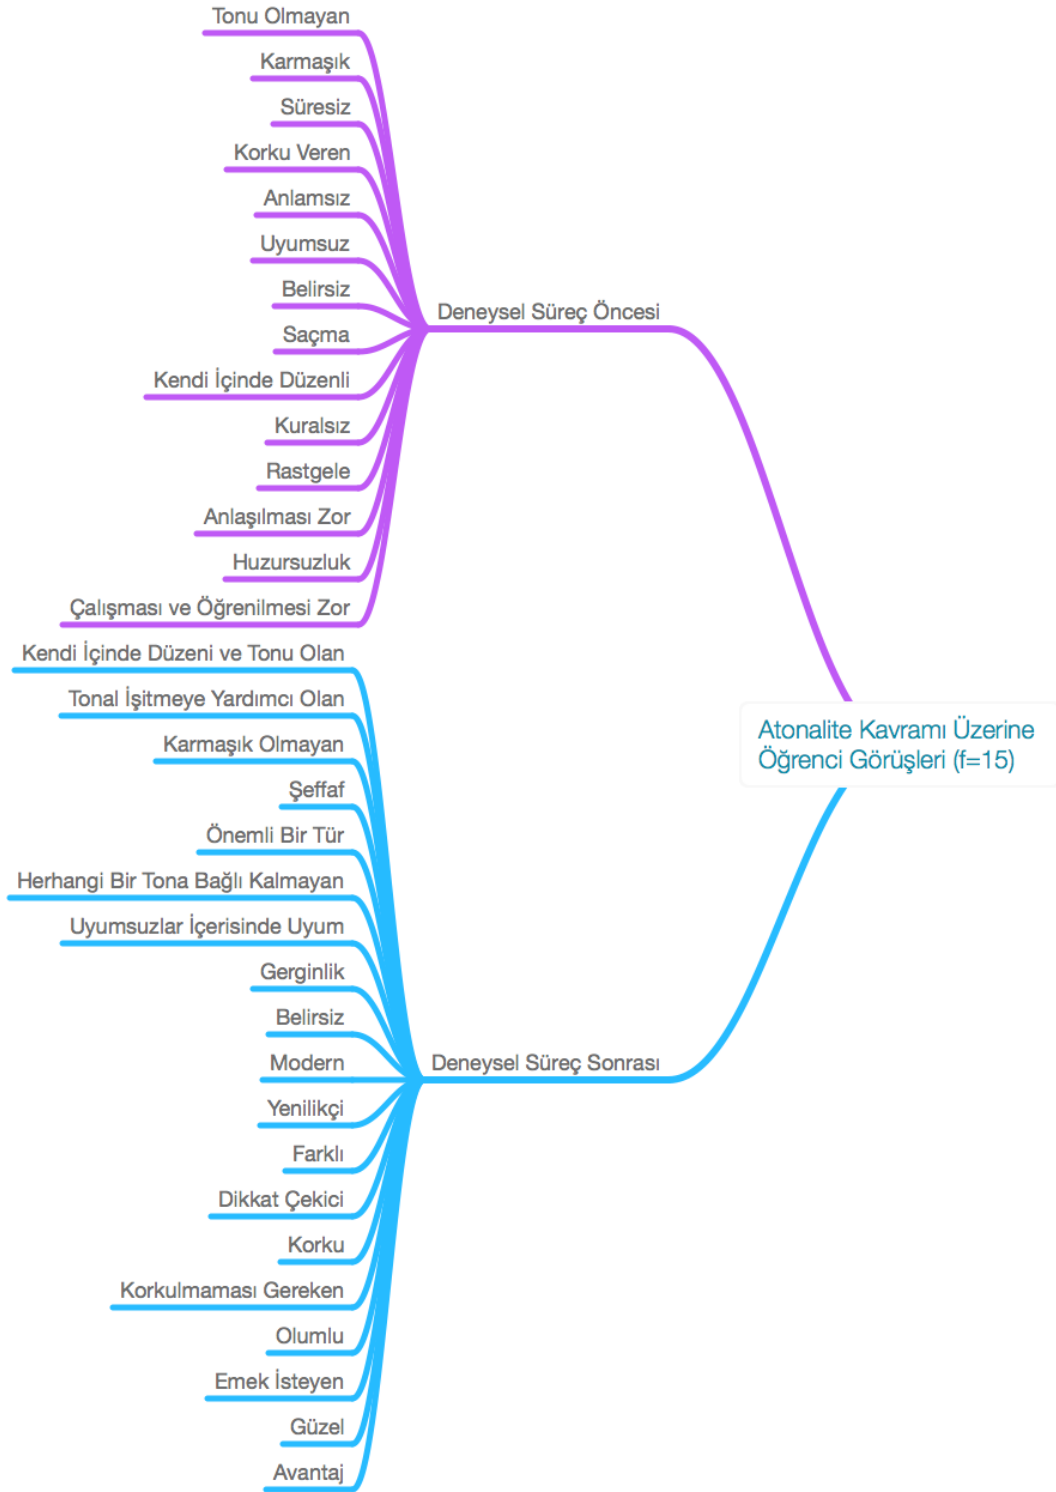 Tonu Olmayan
Karmaşık
Süresiz
Korku Veren
Anlamsız
Uyumsuz
Belirsiz
Saçma
Kendi İçinde Düzenli
Kuralsız
Rastgele
Anlaşılması Zor
Huzursuzluk
Çalışması ve Öğrenilmesi Zor
Deneysel Süreç Öncesi
Kendi İçinde Düzeni ve Tonu Olan
Tonal İşitmeye Yardımcı Olan
Karmaşık Olmayan
Şeffaf
Önemli Bir Tür
Herhangi Bir Tona Bağlı Kalmayan
Uyumsuzlar İçerisinde Uyum
Gerginlik
Belirsiz
Modern
Yenilikçi
Farklı
Dikkat Çekici
Korku
Korkulmaması Gereken
Olumlu
Emek İsteyen
Güzel
Avantaj
Deneysel Süreç Sonrası
Atonalite Kavramı Üzerine
Öğrenci Görüşleri (f=15)